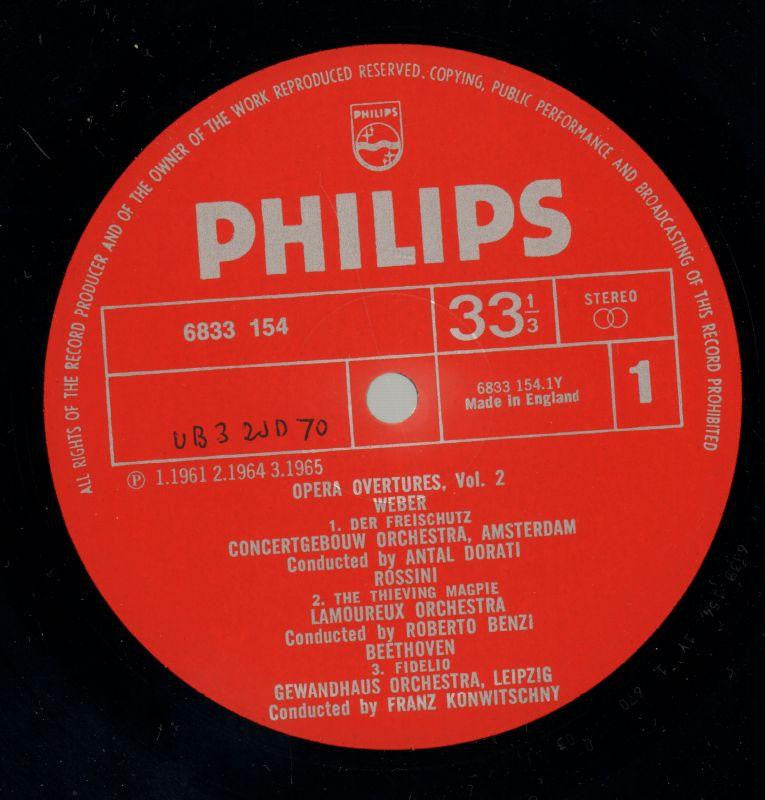 ALL RIGHTS OF THE RECORD PRODUCER AND OF THE OWNER OF THE WORK REPRODUCED RESERVED. COPYING, PUBLIC PERFORMANCE AND BROADCASTING OF THIS RECORD PROHIBITED
PHILIPS
PHILIPS
6833 154
33 1/3
STEREO
6833 154.1Y
Made in England
1
UB3 2JD 70
Ⓟ 1.1961 2.1964 3.1965
OPERA OVERTURES, Vol. 2
WEBER
1. DER FREISCHUTZ
CONCERTGEBOUW ORCHESTRA, AMSTERDAM
Conducted by ANTAL DORATI
ROSSINI
2. THE THIEVING MAGPIE
LAMOUREUX ORCHESTRA
Conducted by ROBERTO BENZI
BEETHOVEN
3. FIDELIO
GEWANDHAUS ORCHESTRA, LEIPZIG
Conducted by FRANZ KONWITSCHNY